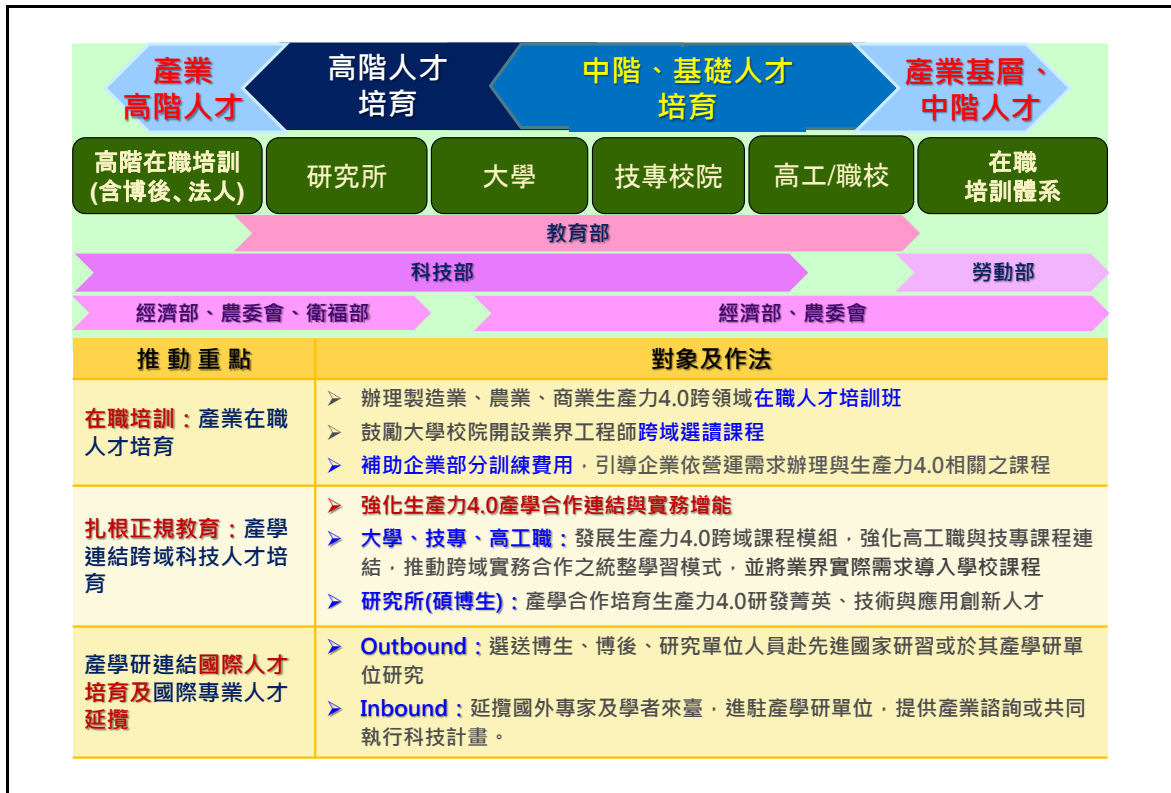 產業
高階人才
高階人才
培育
中階、基礎人才
培育
產業基層、
中階人才
高階在職培訓
(含博後、法人)
研究所
大學
技專校院
高工/職校
在職
培訓體系
教育部
科技部
勞動部
經濟部、農委會、衛福部
經濟部、農委會
推動重點
對象及作法
在職培訓：產業在職
人才培育
➢ 辦理製造業、農業、商業生產力4.0跨領域在職人才培訓班
➢ 鼓勵大學校院開設業界工程師跨域選讀課程
➢ 補助企業部分訓練費用，引導企業依營運需求辦理與生產力4.0相關之課程
扎根正規教育：產學
連結跨域科技人才培
育
➢ 強化生產力4.0產學合作連結與實務增能
➢ 大學、技專、高工職：發展生產力4.0跨域課程模組，強化高工職與技專課程連
結，推動跨域實務合作之統整學習模式，並將業界實際需求導入學校課程
➢ 研究所(碩博生)：產學合作培育生產力4.0研發菁英、技術與應用創新人才
產學研連結國際人才
培育及國際專業人才
延攬
➢ Outbound：選送博生、博後、研究單位人員赴先進國家研習或於其產學研單
位研究
➢ Inbound：延攬國外專家及學者來臺，進駐產學研單位，提供產業諮詢或共同
執行科技計畫。